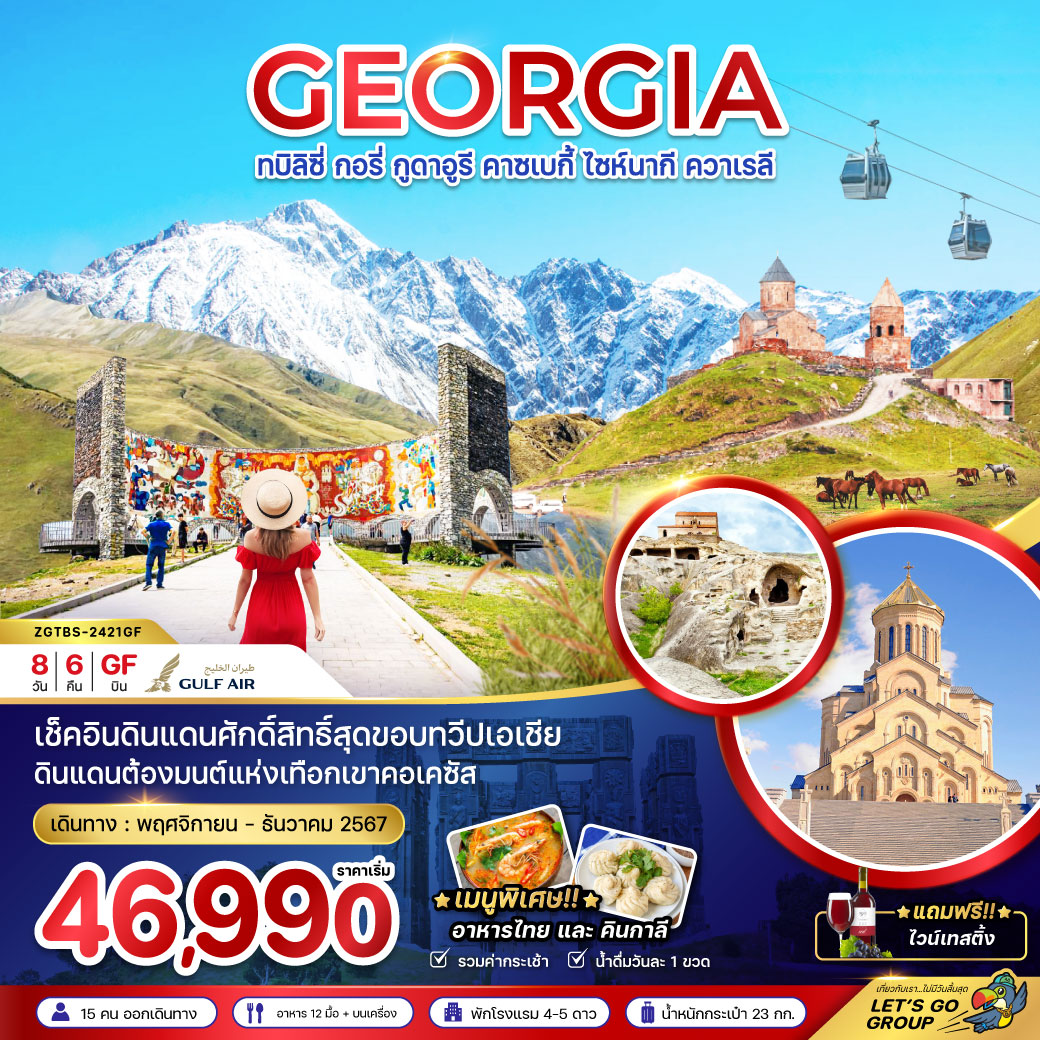 GEORGIA
ทบิลิซี่ กอรี่ กูดาอูรี คาซเบกี้ ไซห์นากี ควาเรลี
ZGTBS-2421GF
8 วัน | 6 คืน | GF บิน
طيران الخليج
GULF AIR
เช็คอินดินแดนศักดิ์สิทธิ์สุดขอบทวีปเอเชีย
ดินแดนต้องมนต์แห่งเทือกเขาคอเคซัส
เดินทาง : พฤศจิกายน - ธันวาคม 2567
ราคาเริ่ม
46,990
เมนูพิเศษ!!
อาหารไทย และ คินกาลี
รวมค่ากระเช้า
น้ำดื่มวันละ 1 ขวด
แถมฟรี!!
ไวน์เทสติ้ง
15 คน ออกเดินทาง
อาหาร 12 มื้อ + บนเครื่อง
พักโรงแรม 4-5 ดาว
น้ำหนักกระเป๋า 23 กก.
เที่ยวกับเรา...ไม่มีวันสิ้นสุด
LET'S GO
GROUP